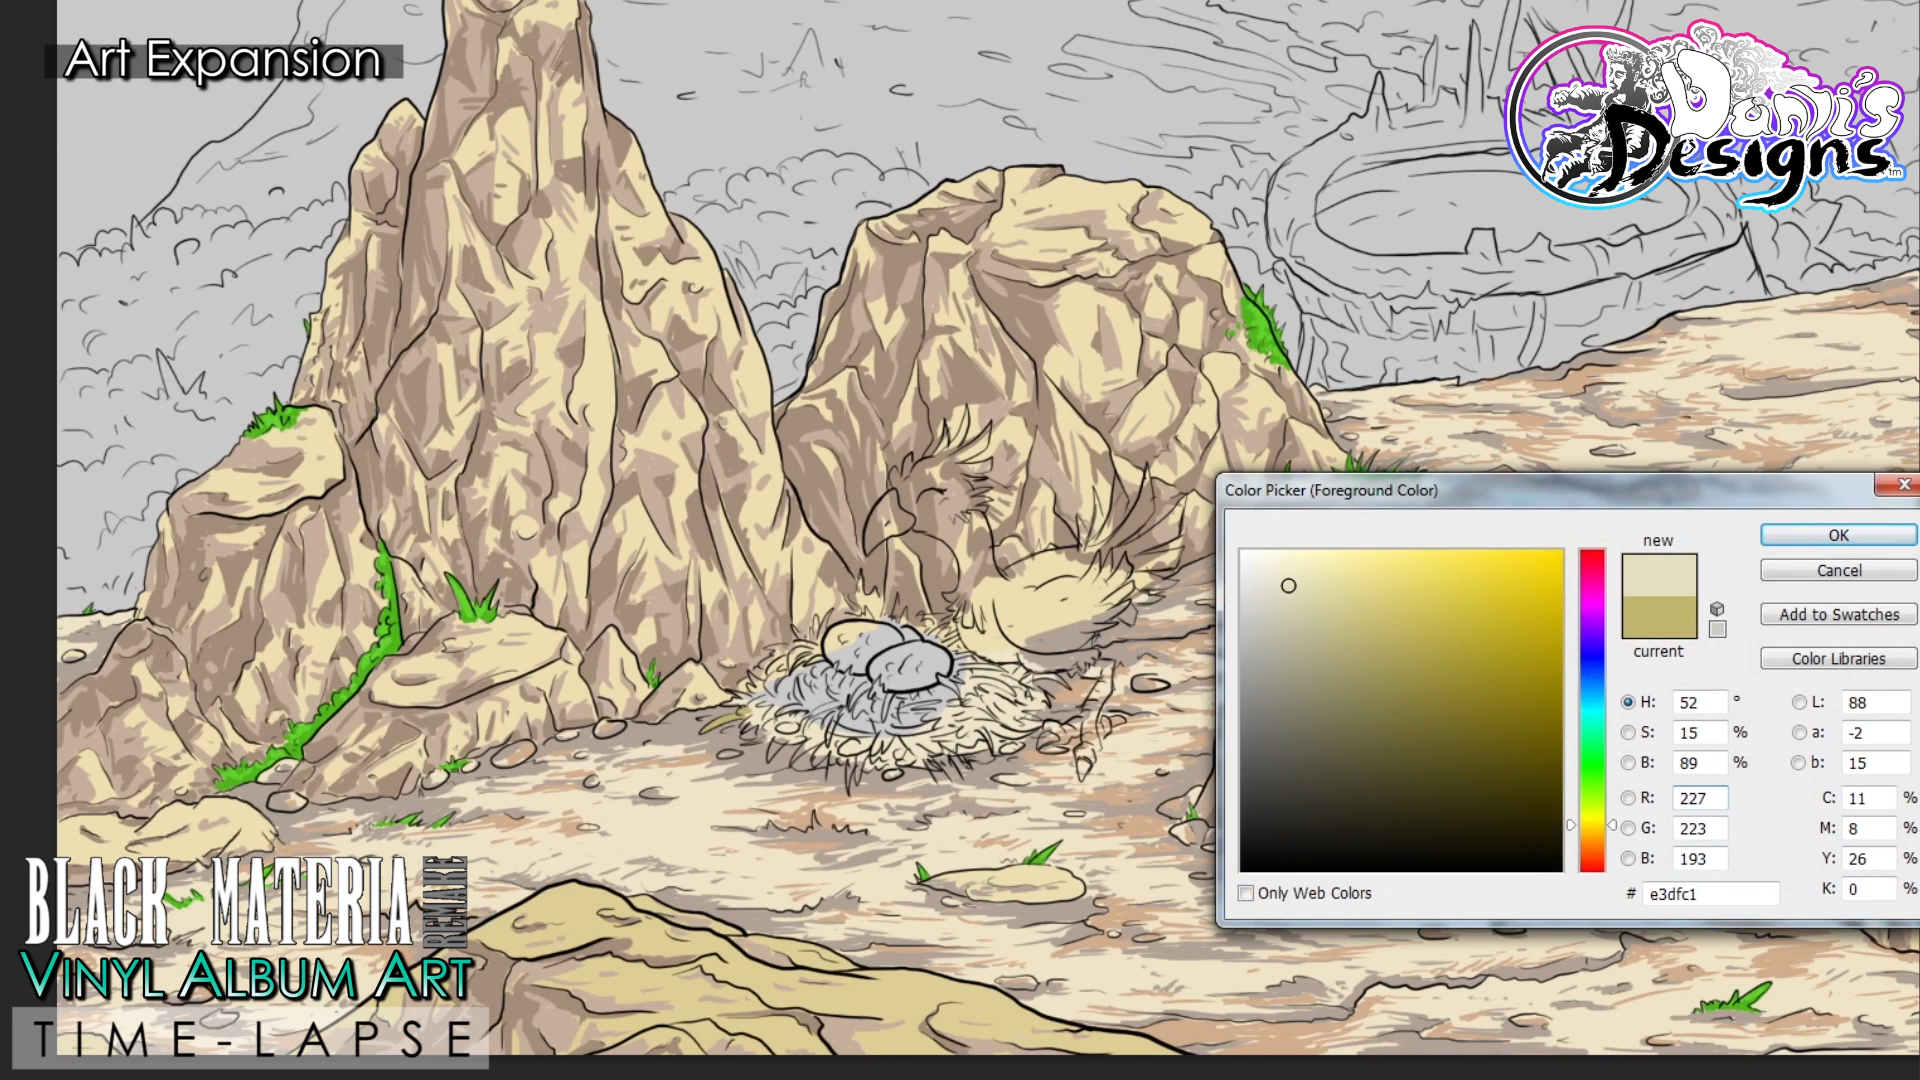 Art Expansion
Danji's
Designs
TM
Color Picker (Foreground Color)
new
current
OK
Cancel
Add to Swatches
Color Libraries
H: 52 °
S: 15 %
B: 89 %
R: 227
G: 223
B: 193
L: 88
a: -2
b: 15
C: 11 %
M: 8 %
Y: 26 %
K: 0 %
Only Web Colors
# e3dfc1
BLACK MATERIA REMAKE
VINYL ALBUM ART
TIME-LAPSE